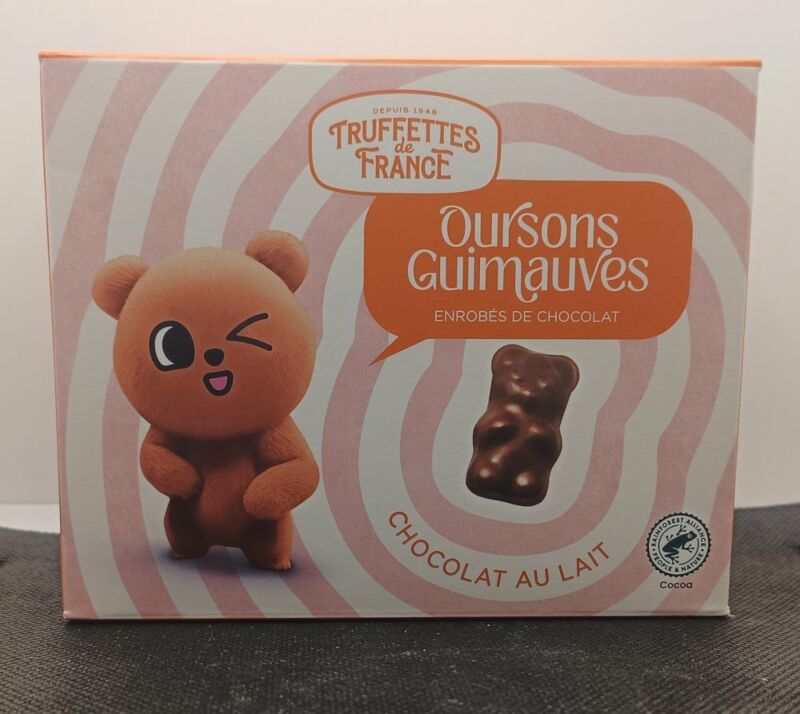 DEPUIS 1948
TRUFFETTES
de
FRANCE
Oursons
Guimauves
ENROBÉS DE CHOCOLAT
CHOCOLAT AU LAIT
RAINFOREST ALLIANCE
PEOPLE & NATURE
Cocoa